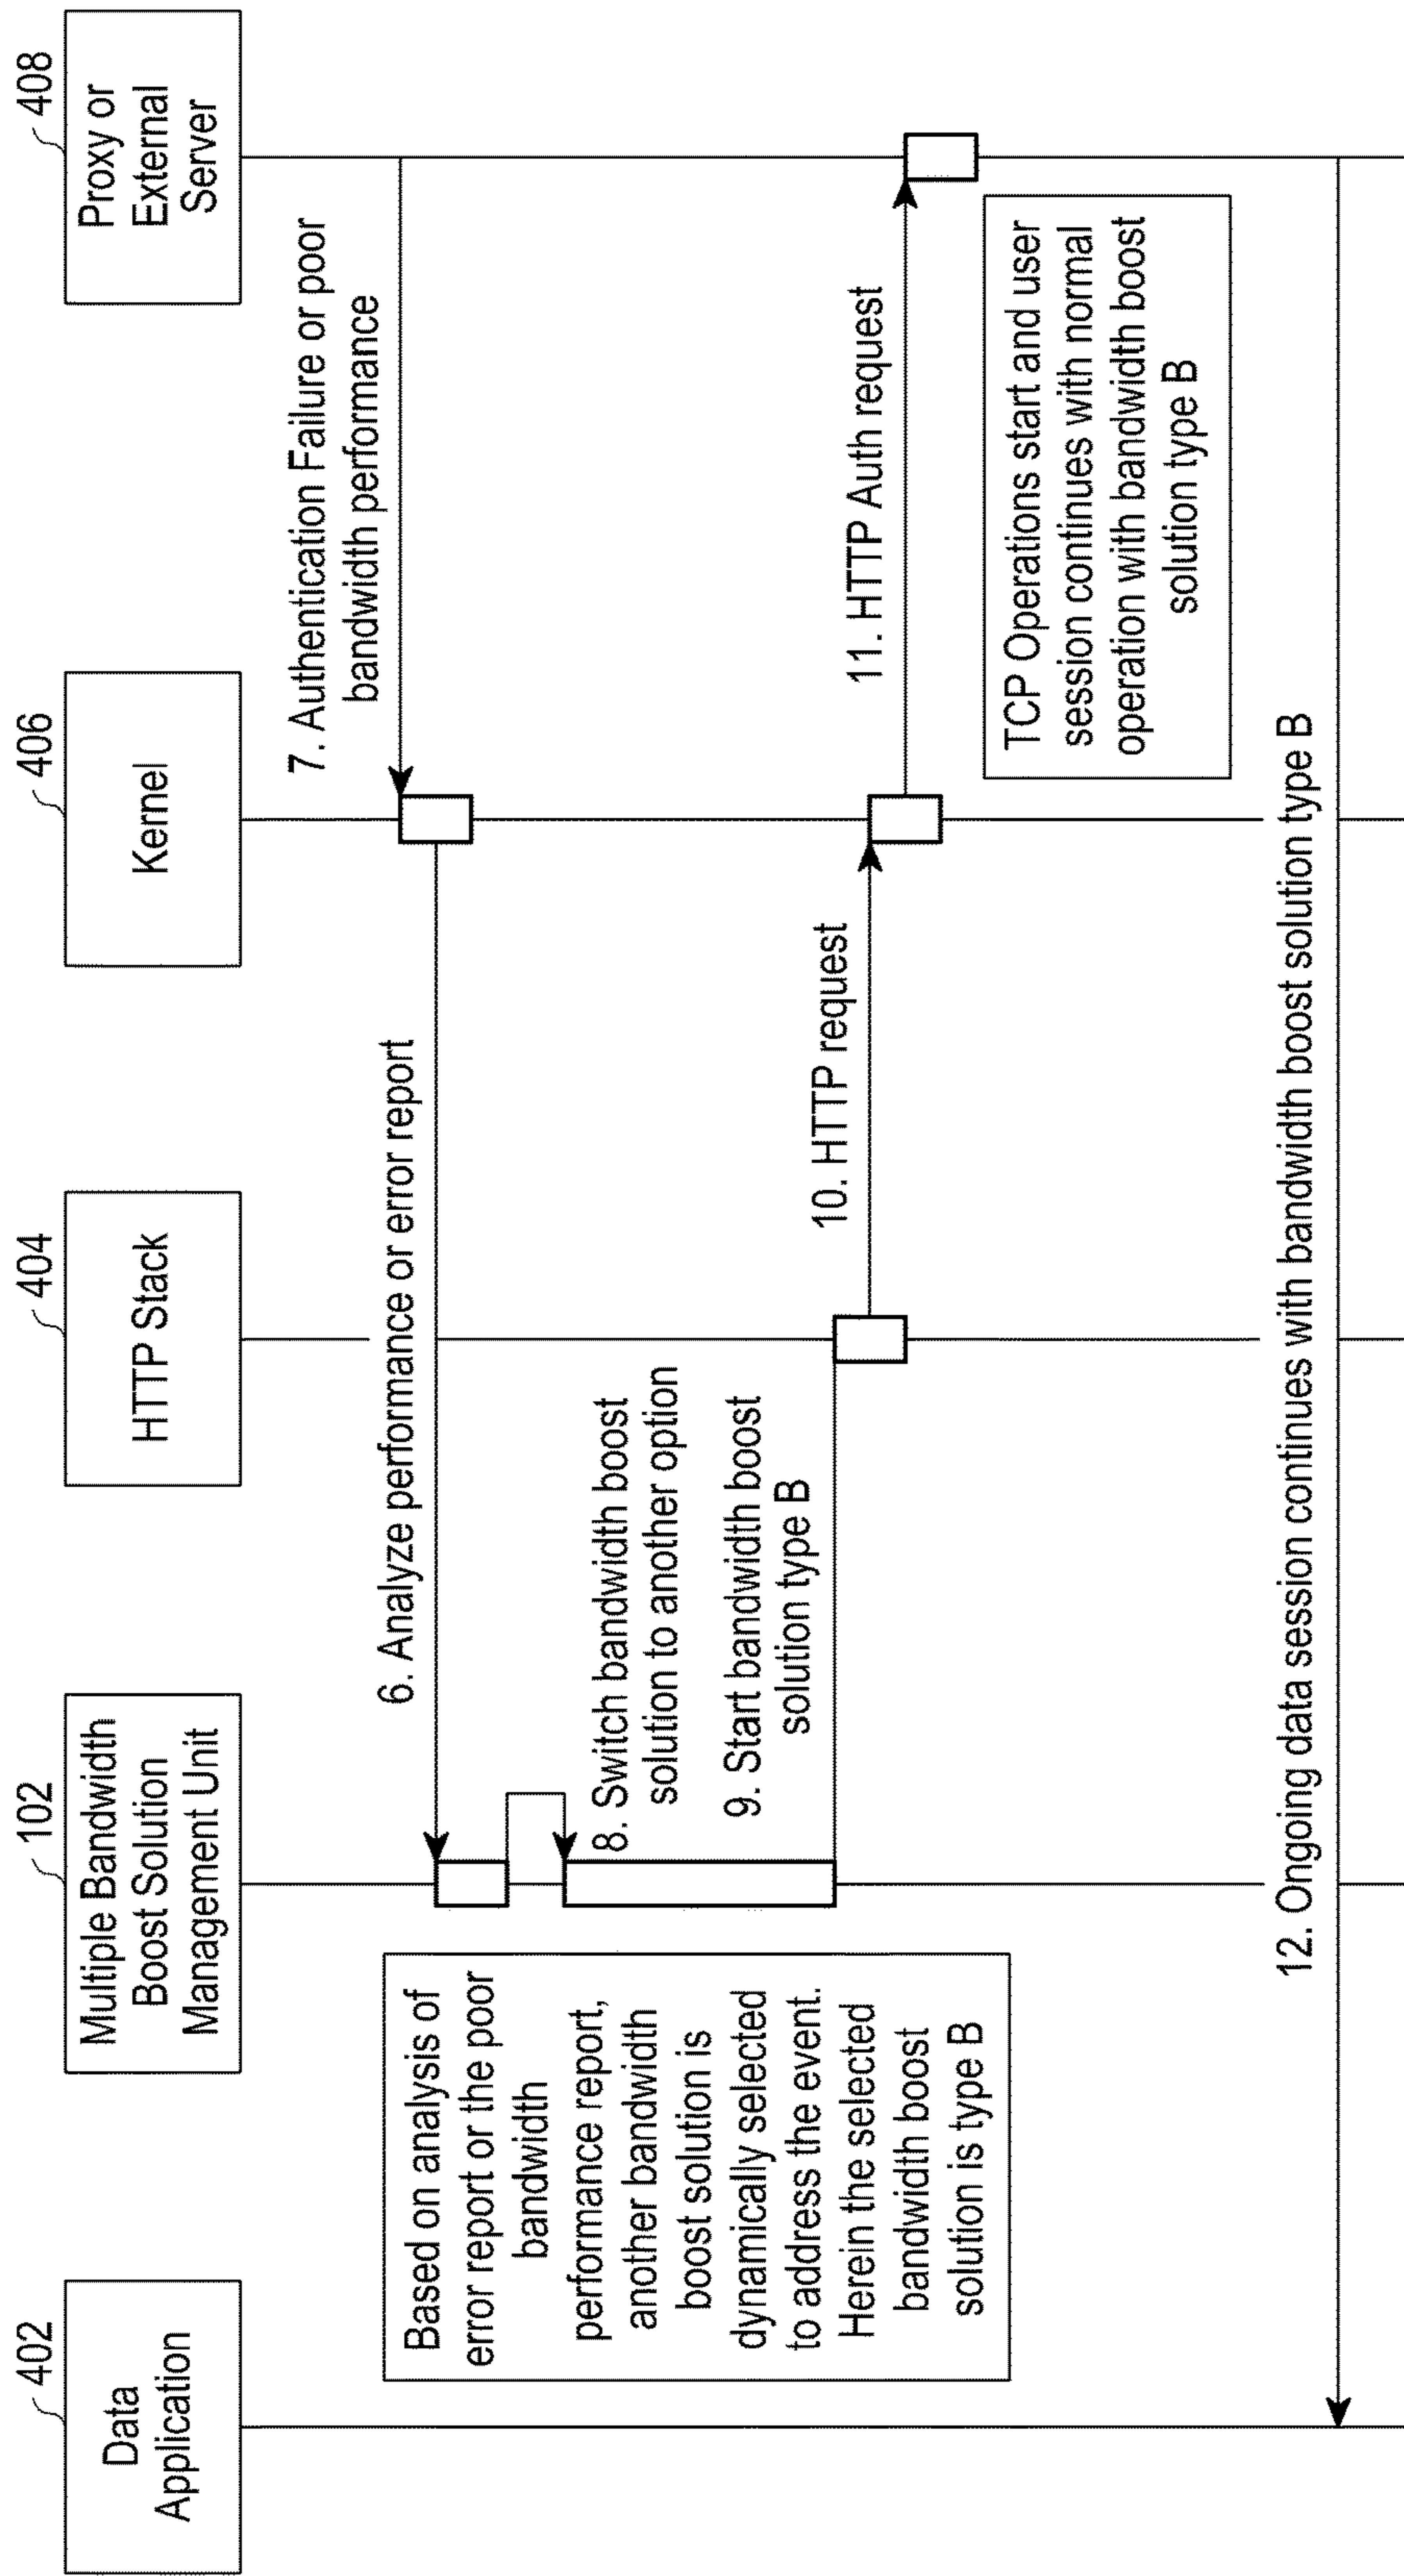 402
Data
Application
102
Multiple Bandwidth
Boost Solution
Management Unit
404
HTTP Stack
406
Kernel
408
Proxy or
External
Server
7. Authentication Failure or poor
bandwidth performance
6. Analyze performance or error report
Based on analysis of
error report or the poor
bandwidth
performance report,
another bandwidth
boost solution is
dynamically selected
to address the event.
Herein the selected
bandwidth boost
solution is type B
8. Switch bandwidth boost
solution to another option
9. Start bandwidth boost
solution type B
10. HTTP request
11. HTTP Auth request
TCP Operations start and user
session continues with normal
operation with bandwidth boost
solution type B
12. Ongoing data session continues with bandwidth boost solution type B